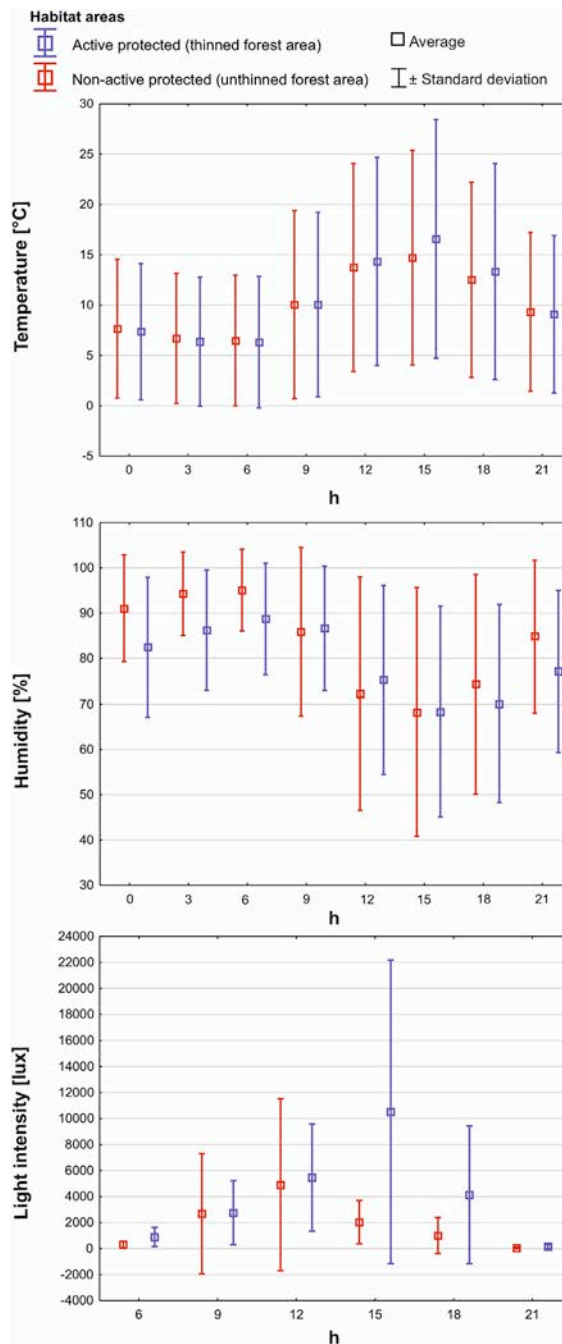 Habitat areas
Active protected (thinned forest area) Average
Non-active protected (unthinned forest area) ± Standard deviation
30
25
20
15
10
5
0
-5
Temperature [°C]
0 3 6 9 12 15 18 21
h
110
100
90
80
70
60
50
40
30
Humidity [%]
0 3 6 9 12 15 18 21
h
24000
22000
20000
18000
16000
14000
12000
10000
8000
6000
4000
2000
0
-2000
-4000
Light intensity [lux]
6 9 12 15 18 21
h